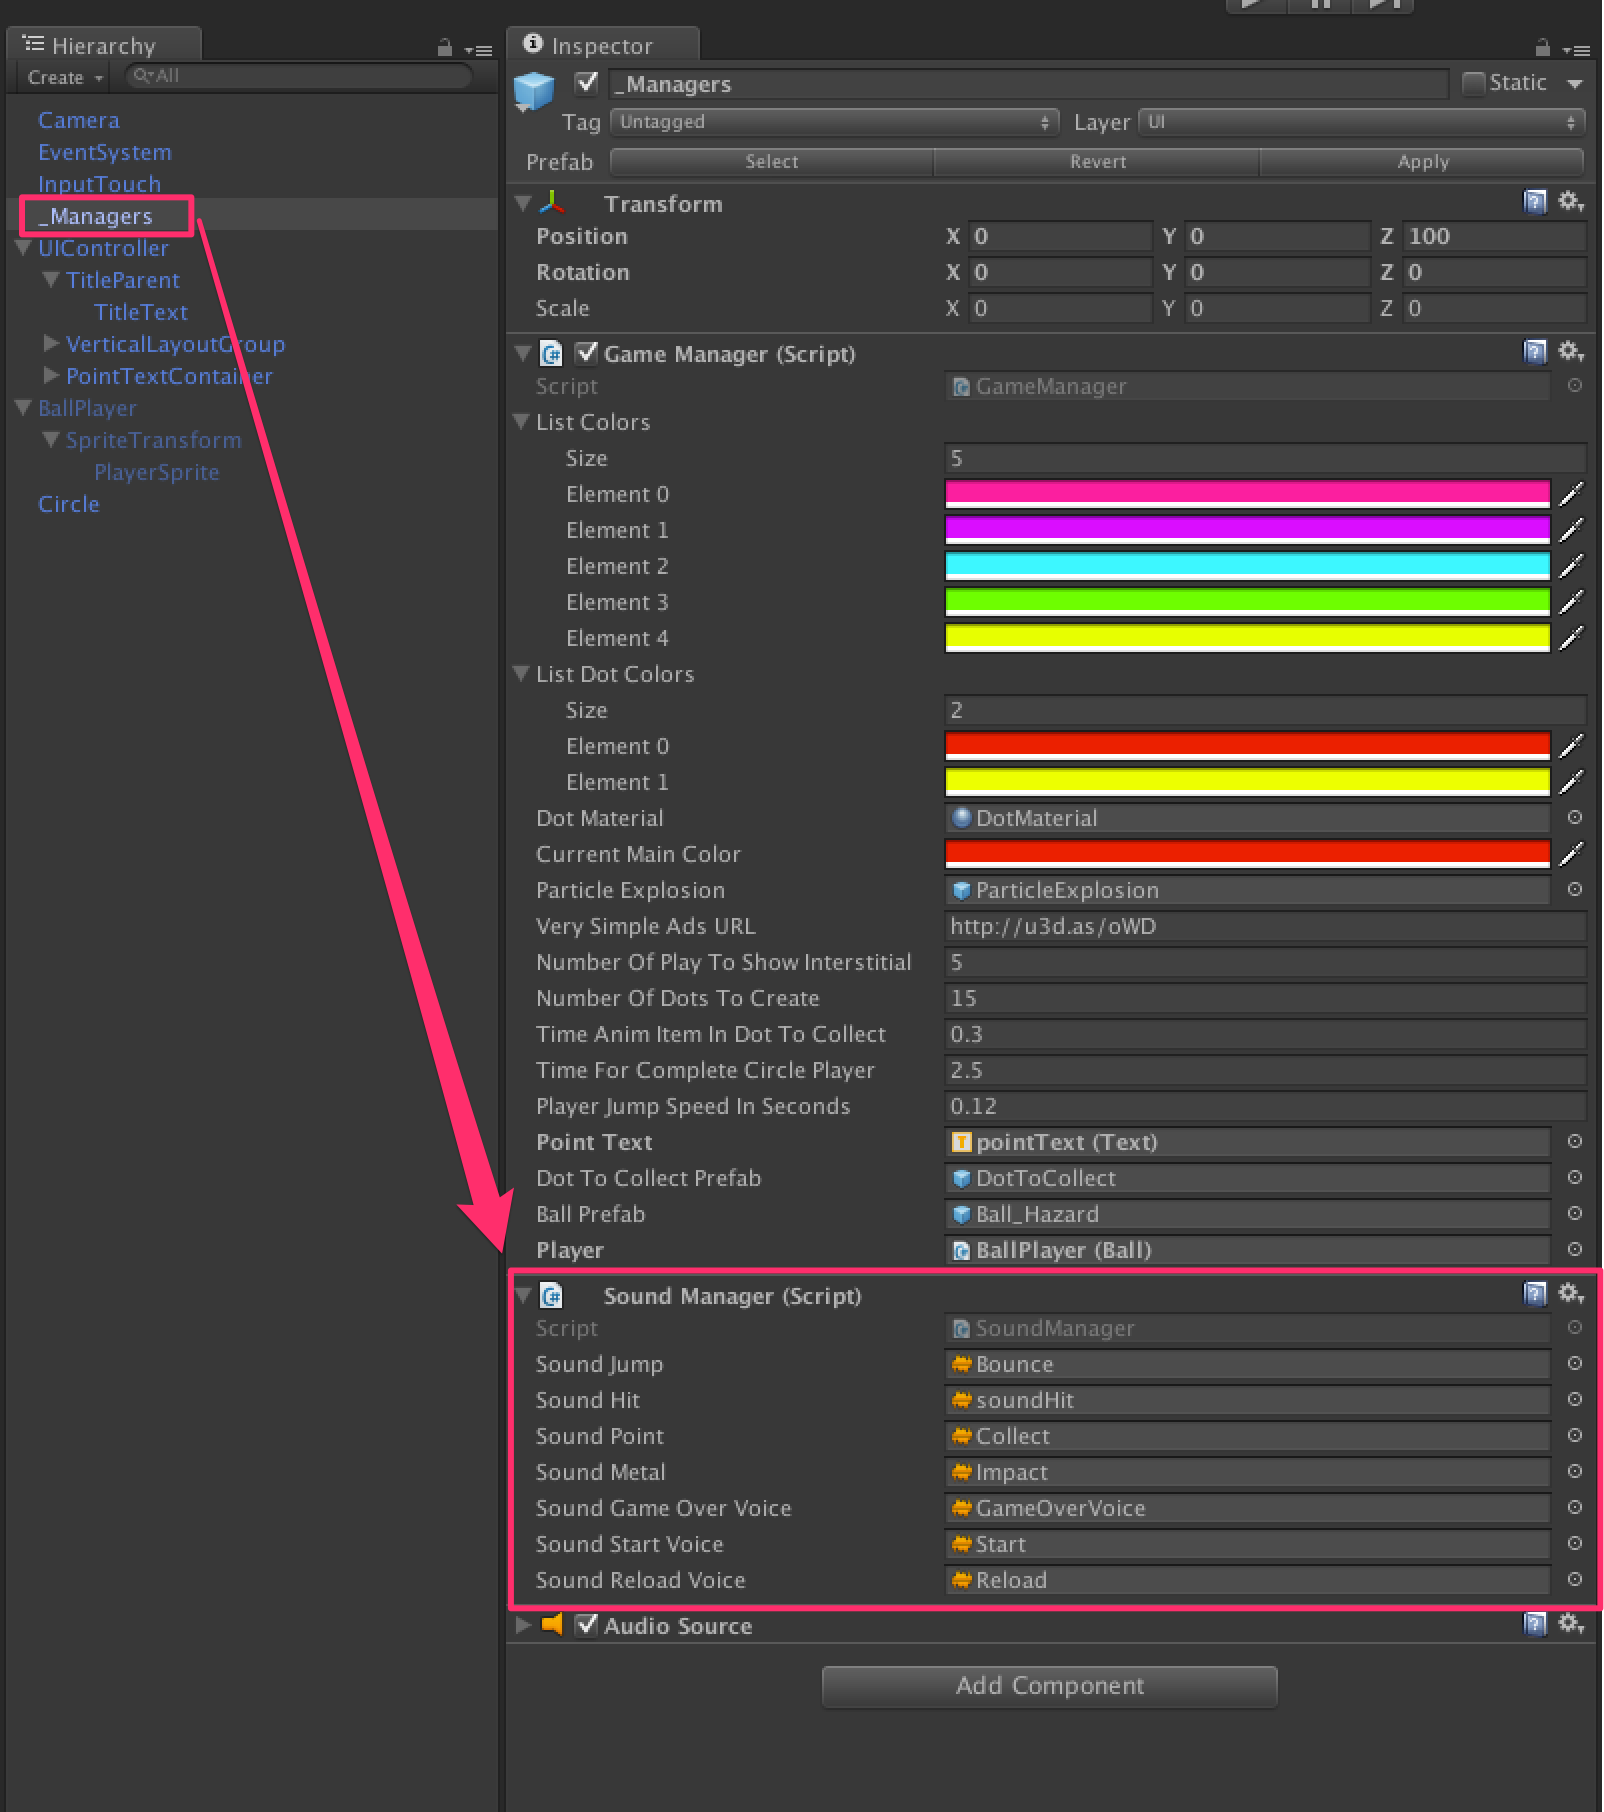 Hierarchy
Create
All
Camera
EventSystem
InputTouch
_Managers
UIController
TitleParent
TitleText
VerticalLayoutGroup
PointTextContainer
BallPlayer
SpriteTransform
PlayerSprite
Circle
Inspector
_Managers
Static
Tag Untagged Layer UI
Prefab Select Revert Apply
Transform
Position X 0 Y 0 Z 100
Rotation X 0 Y 0 Z 0
Scale X 0 Y 0 Z 0
Game Manager (Script)
Script GameManager
List Colors
Size 5
Element 0
Element 1
Element 2
Element 3
Element 4
List Dot Colors
Size 2
Element 0
Element 1
Dot Material DotMaterial
Current Main Color
Particle Explosion ParticleExplosion
Very Simple Ads URL http://u3d.as/oWD
Number Of Play To Show Interstitial 5
Number Of Dots To Create 15
Time Anim Item In Dot To Collect 0.3
Time For Complete Circle Player 2.5
Player Jump Speed In Seconds 0.12
Point Text pointText (Text)
Dot To Collect Prefab DotToCollect
Ball Prefab Ball_Hazard
Player BallPlayer (Ball)
Sound Manager (Script)
Script SoundManager
Sound Jump Bounce
Sound Hit soundHit
Sound Point Collect
Sound Metal Impact
Sound Game Over Voice GameOverVoice
Sound Start Voice Start
Sound Reload Voice Reload
Audio Source
Add Component